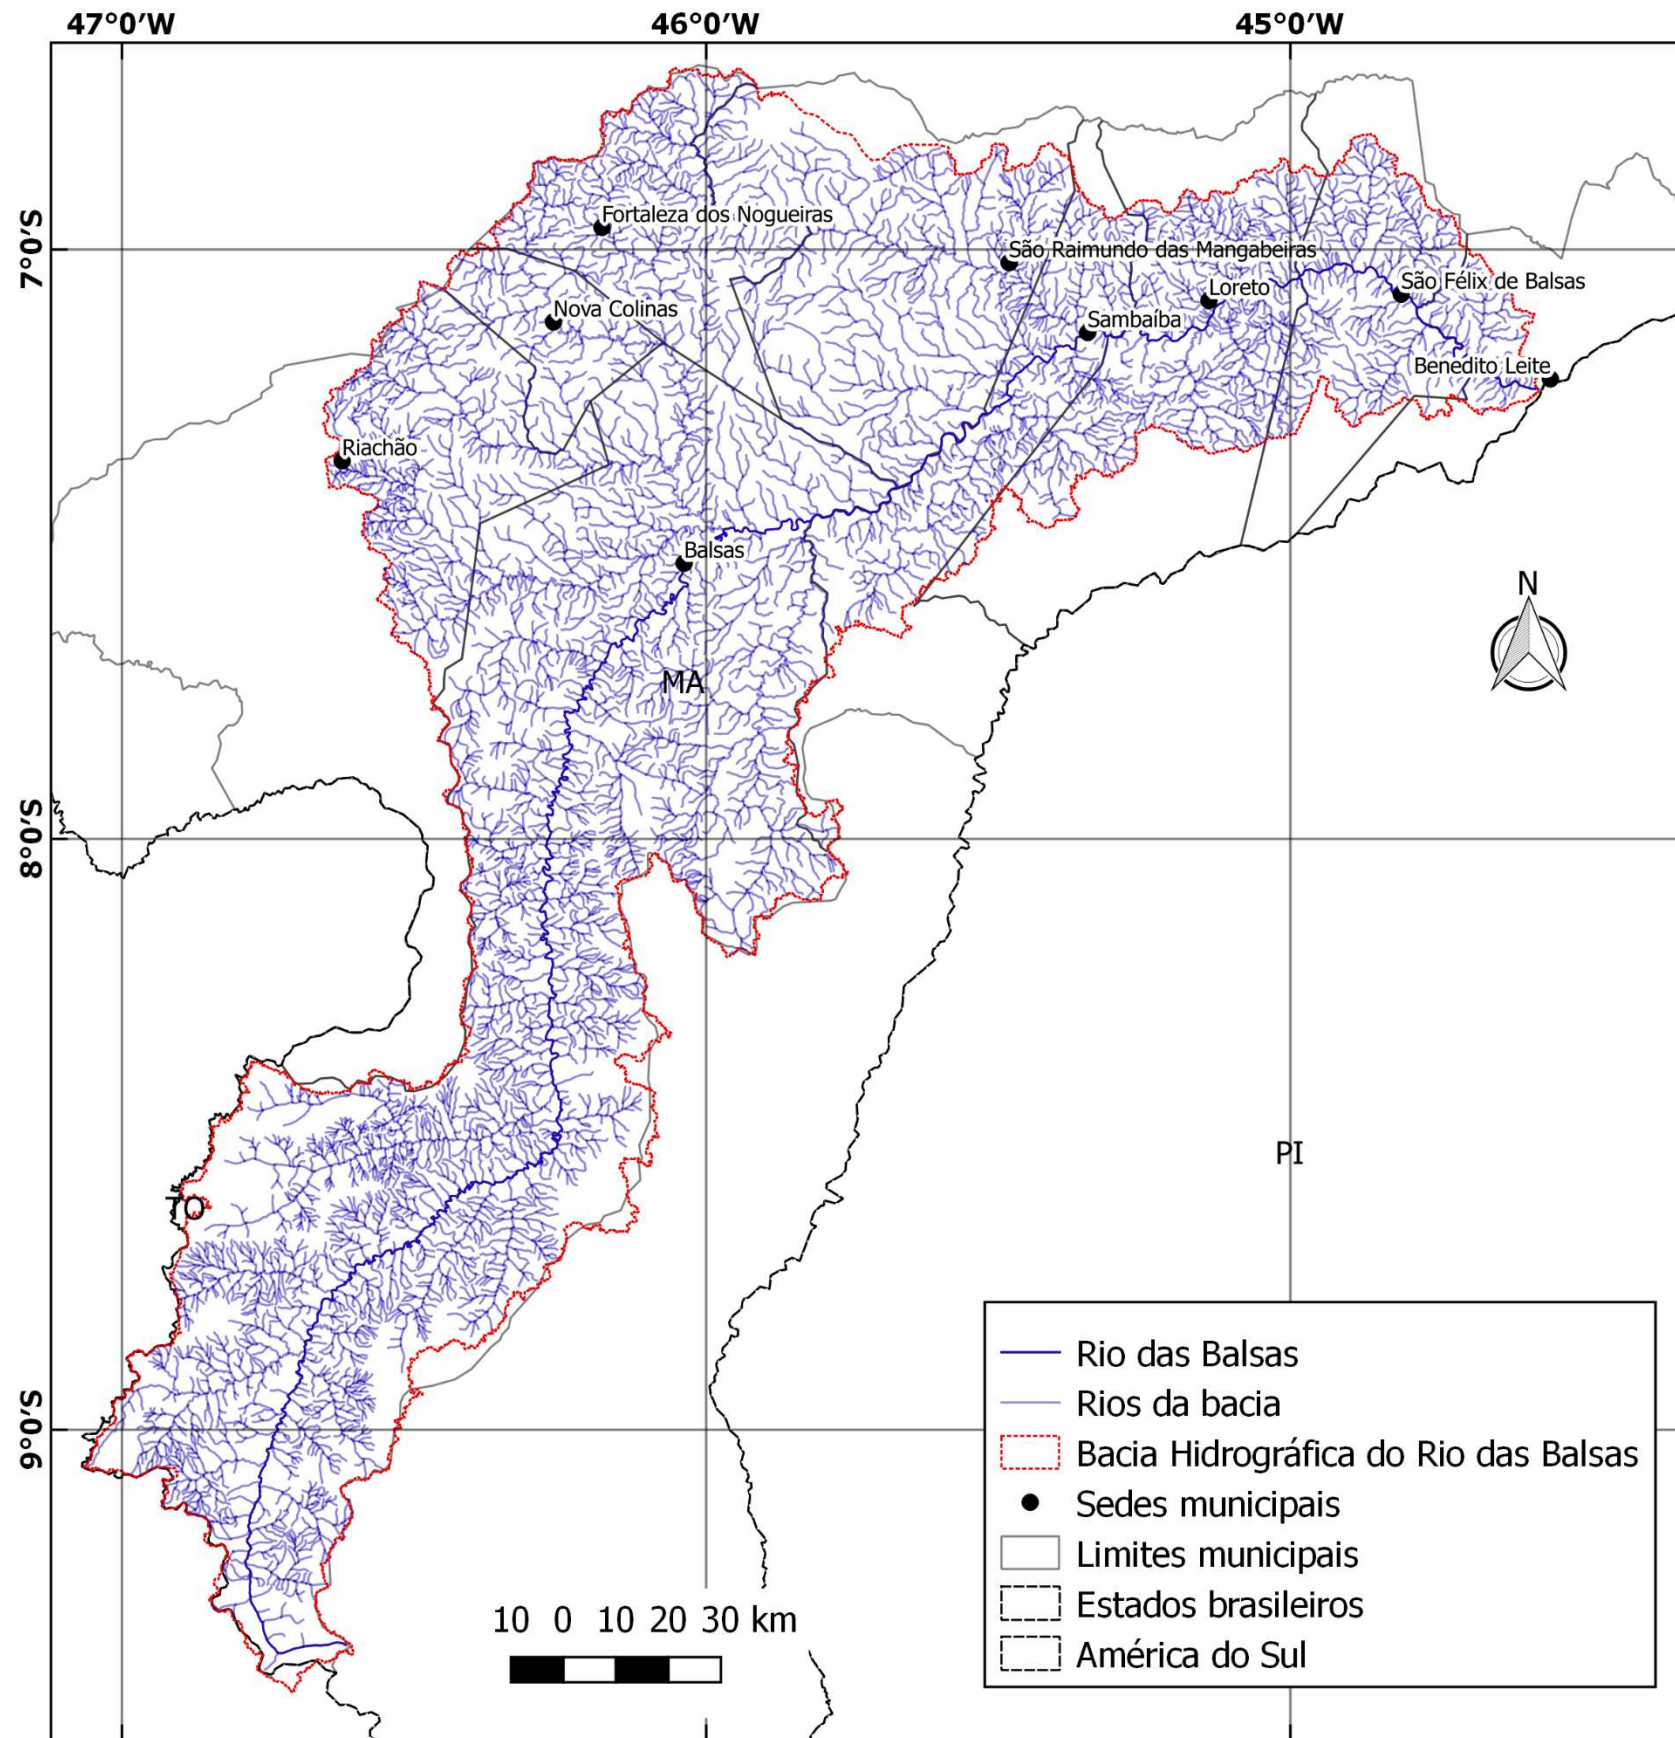 47°0′W 46°0′W 45°0′W
Fortaleza dos Nogueiras
7°0′S
São Raimundo das Mangabeiras
São Félix de Balsas
Loreto
Nova Colinas
Sambaíba
Benedito Leite
Riachão
Balsas
N
MA
8°0′S
PI
TO
9°0′S
Rio das Balsas
Rios da bacia
Bacia Hidrográfica do Rio das Balsas
Sedes municipais
Limites municipais
Estados brasileiros
América do Sul
10 0 10 20 30 km